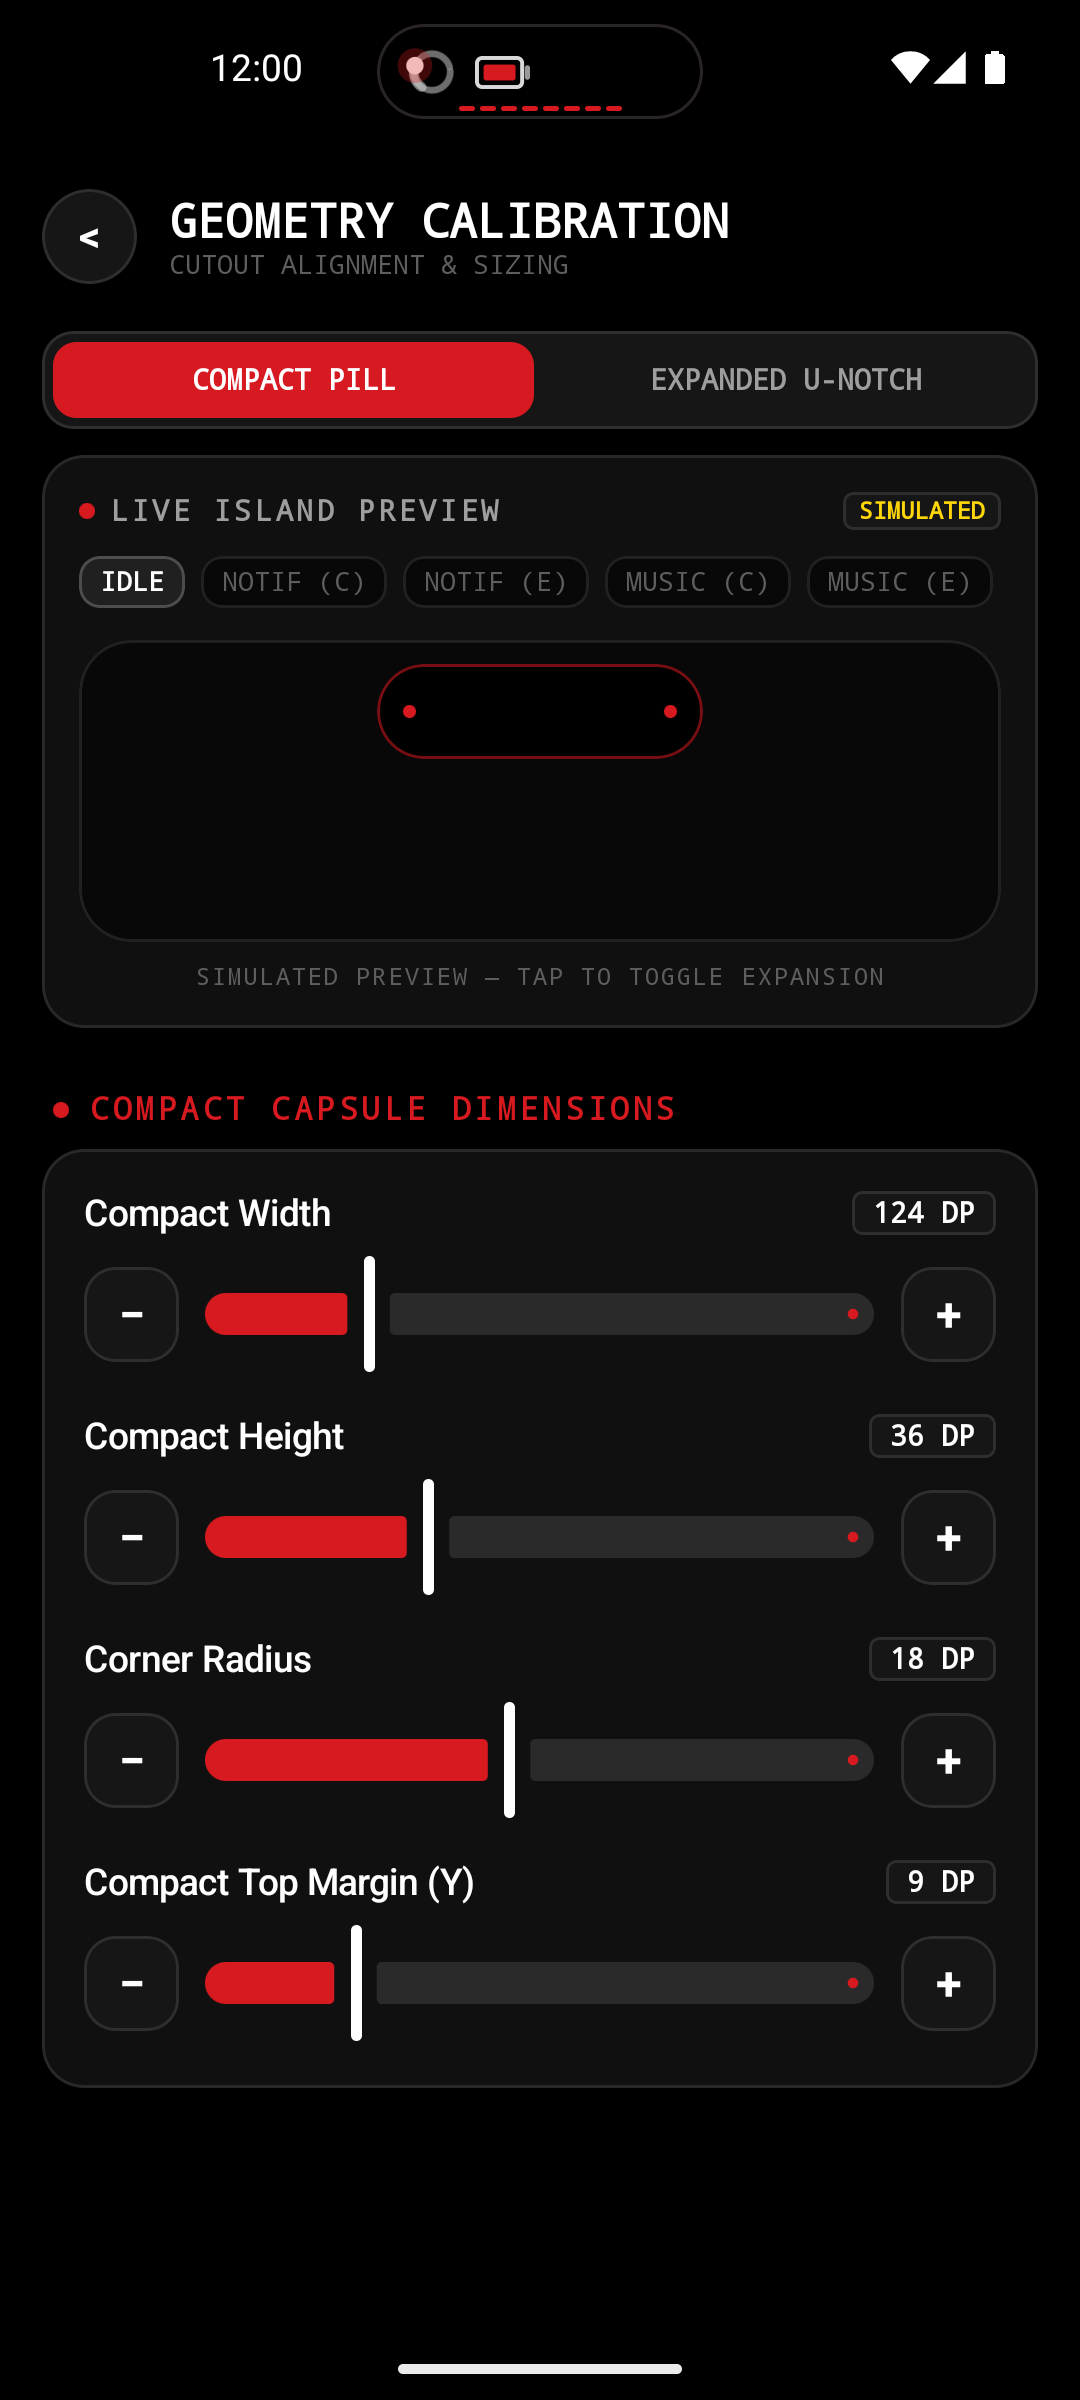 12:00
<
GEOMETRY CALIBRATION
CUTOUT ALIGNMENT & SIZING
COMPACT PILL
EXPANDED U-NOTCH
LIVE ISLAND PREVIEW
SIMULATED
IDLE
NOTIF (C)
NOTIF (E)
MUSIC (C)
MUSIC (E)
SIMULATED PREVIEW — TAP TO TOGGLE EXPANSION
COMPACT CAPSULE DIMENSIONS
Compact Width
124 DP
−
+
Compact Height
36 DP
−
+
Corner Radius
18 DP
−
+
Compact Top Margin (Y)
9 DP
−
+